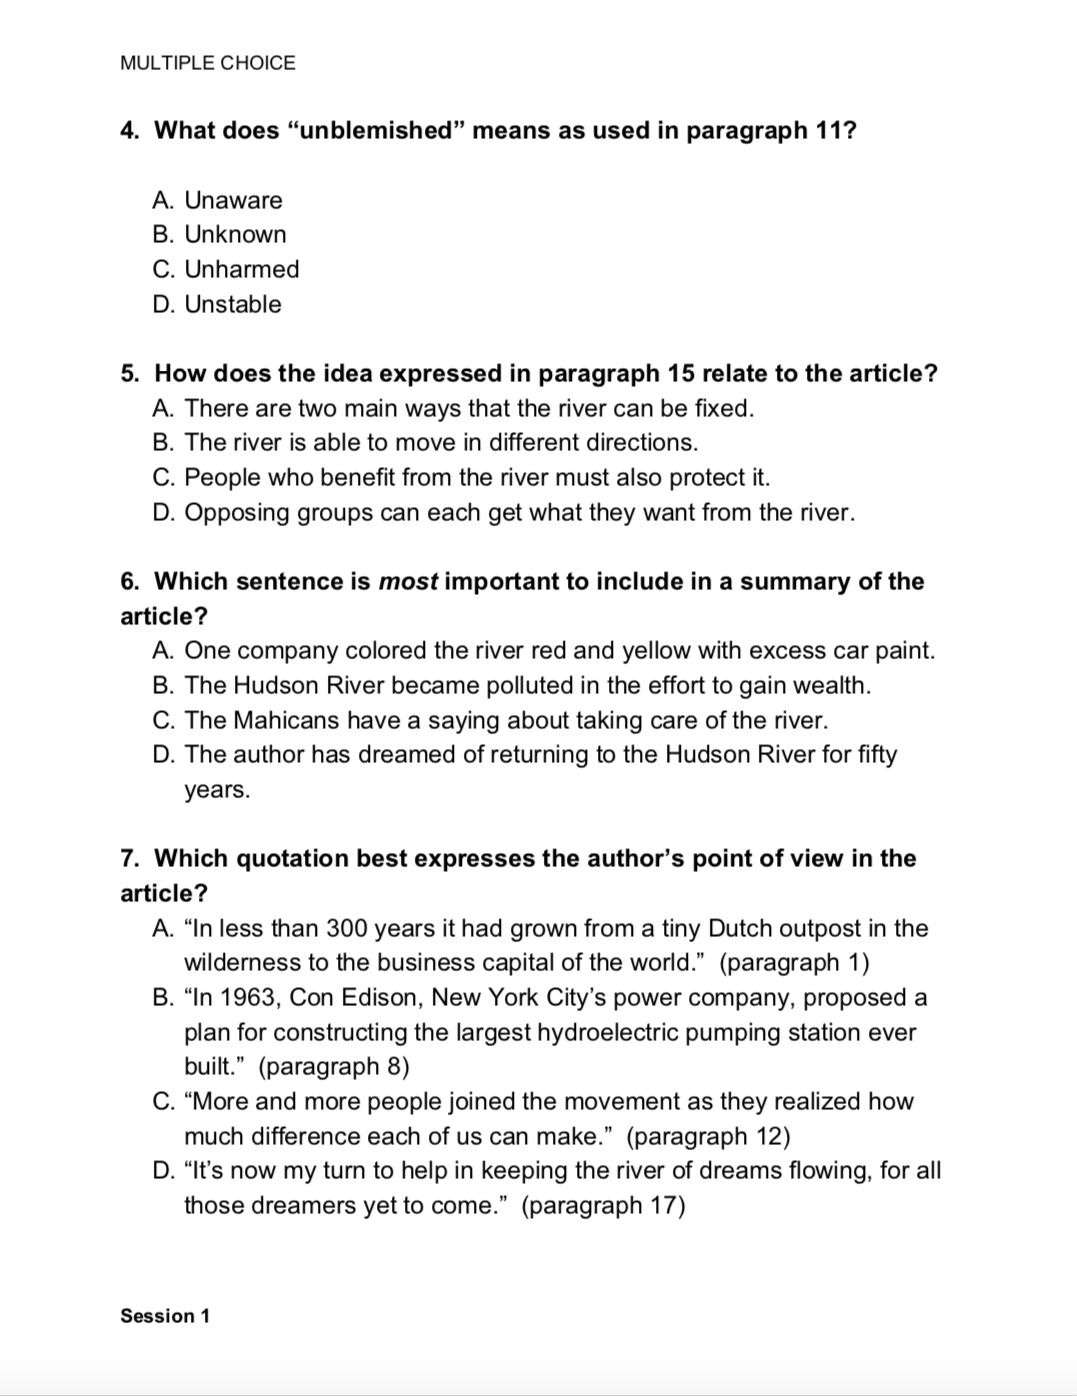 MULTIPLE CHOICE
4. What does “unblemished” means as used in paragraph 11?
A. Unaware
B. Unknown
C. Unharmed
D. Unstable
5. How does the idea expressed in paragraph 15 relate to the article?
A. There are two main ways that the river can be fixed.
B. The river is able to move in different directions.
C. People who benefit from the river must also protect it.
D. Opposing groups can each get what they want from the river.
6. Which sentence is most important to include in a summary of the
article?
A. One company colored the river red and yellow with excess car paint.
B. The Hudson River became polluted in the effort to gain wealth.
C. The Mahicans have a saying about taking care of the river.
D. The author has dreamed of returning to the Hudson River for fifty
years.
7. Which quotation best expresses the author’s point of view in the
article?
A. “In less than 300 years it had grown from a tiny Dutch outpost in the
wilderness to the business capital of the world.” (paragraph 1)
B. “In 1963, Con Edison, New York City’s power company, proposed a
plan for constructing the largest hydroelectric pumping station ever
built.” (paragraph 8)
C. “More and more people joined the movement as they realized how
much difference each of us can make.” (paragraph 12)
D. “It’s now my turn to help in keeping the river of dreams flowing, for all
those dreamers yet to come.” (paragraph 17)
Session 1